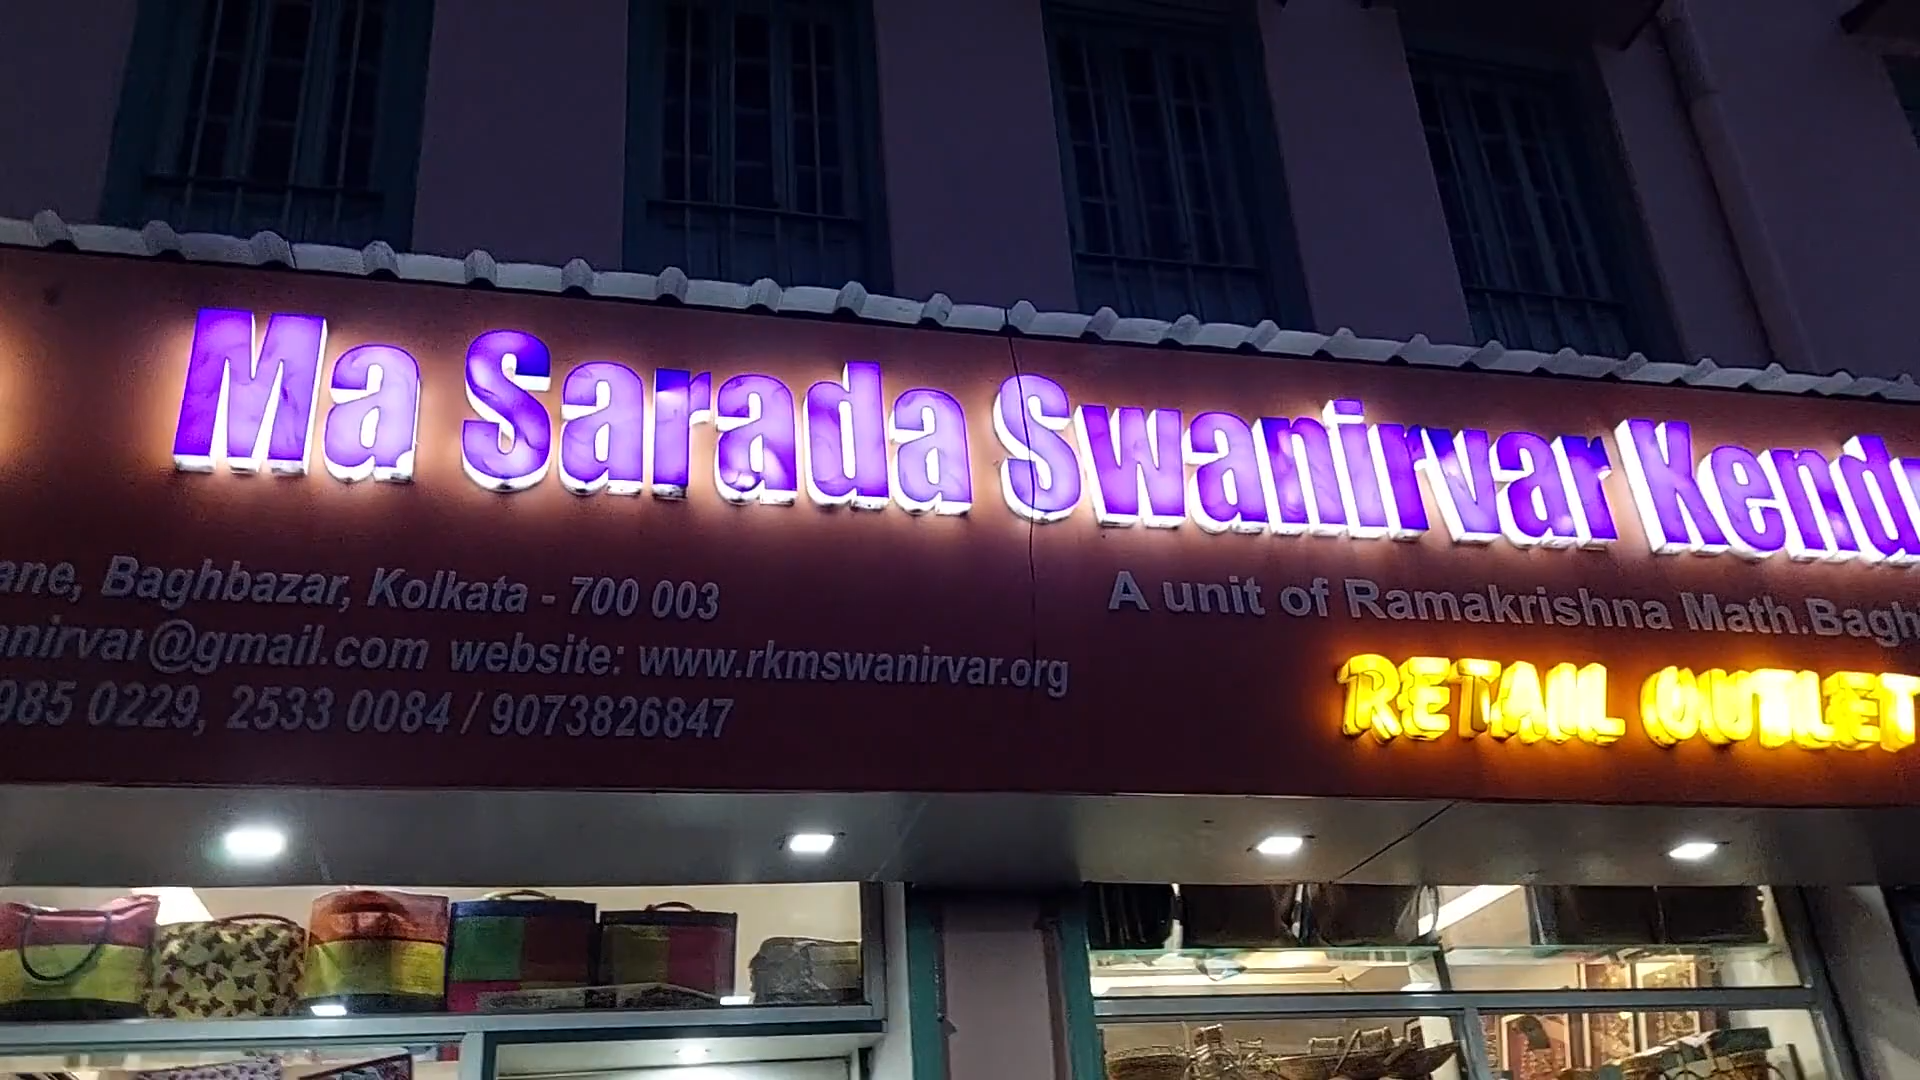 Ma Sarada Swanirvar Kend
ane, Baghbazar, Kolkata - 700 003
anirvar@gmail.com website: www.rkmswanirvar.org
985 0229, 2533 0084 / 9073826847
A unit of Ramakrishna Math.Bagh
RETAIL OUTLET